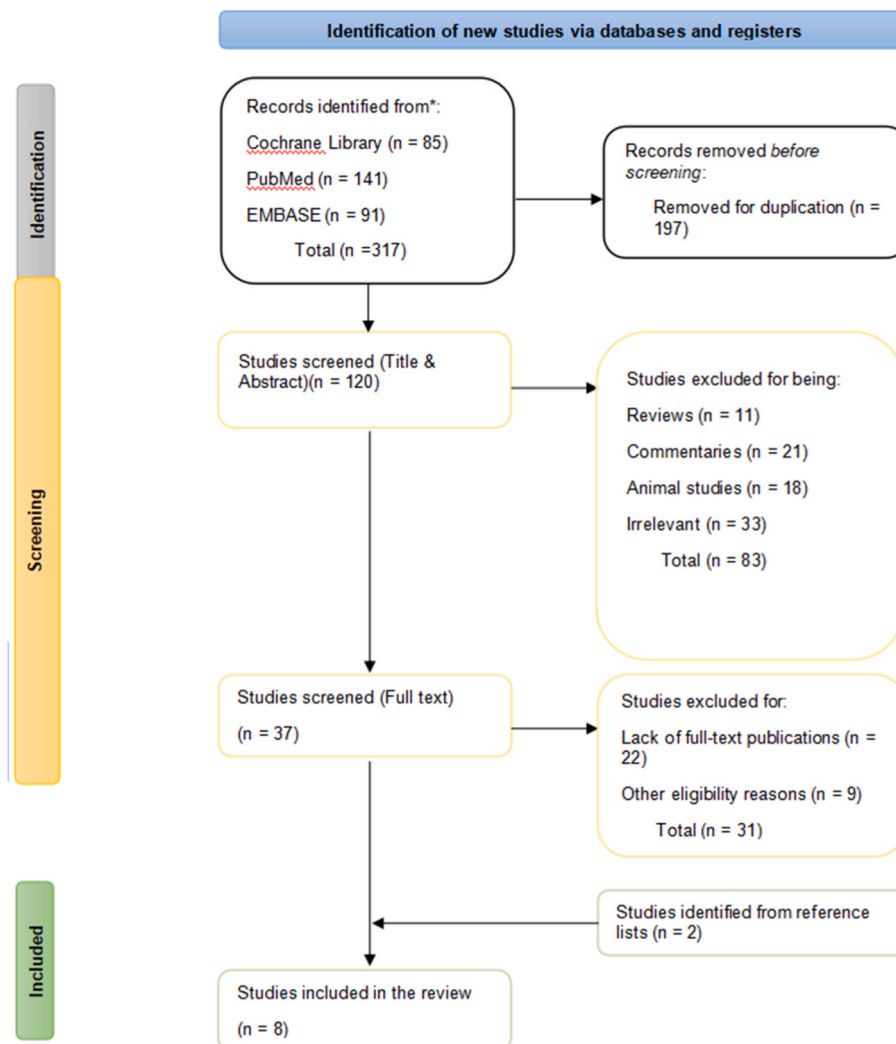 Identification of new studies via databases and registers
Identification
Records identified from*:
Cochrane Library (n = 85)
PubMed (n = 141)
EMBASE (n = 91)
Total (n =317)
Records removed before
screening:
Removed for duplication (n =
197)
Screening
Studies screened (Title &
Abstract)(n = 120)
Studies excluded for being:
Reviews (n = 11)
Commentaries (n = 21)
Animal studies (n = 18)
Irrelevant (n = 33)
Total (n = 83)
Studies screened (Full text)
(n = 37)
Studies excluded for:
Lack of full-text publications (n =
22)
Other eligibility reasons (n = 9)
Total (n = 31)
Included
Studies identified from reference
lists (n = 2)
Studies included in the review
(n = 8)